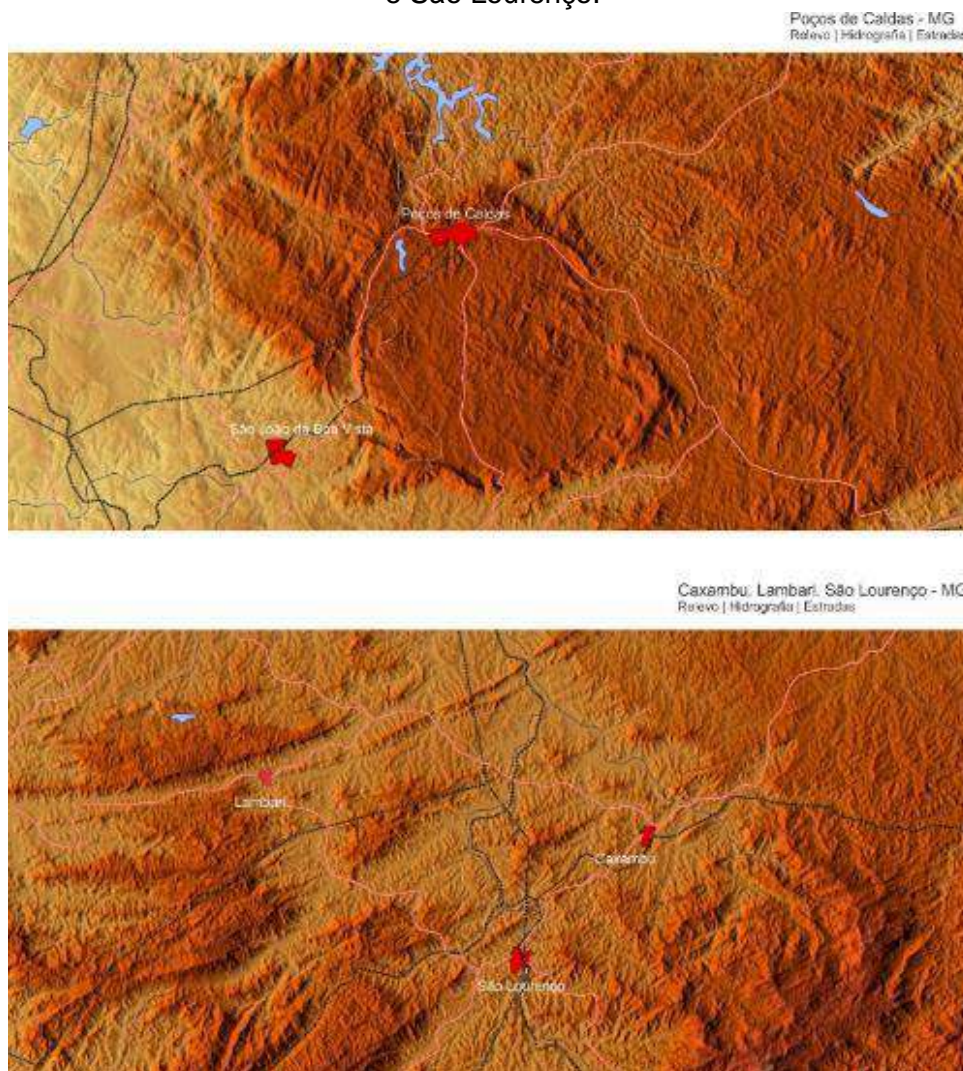 e São Lourenço.
Poços de Caldas - MG
Relevo | Hidrografia | Estradas
Poços de Caldas
São João da Boa Vista
Caxambu, Lambari, São Lourenço - MG
Relevo | Hidrografia | Estradas
Lambari
Caxambu
São Lourenço